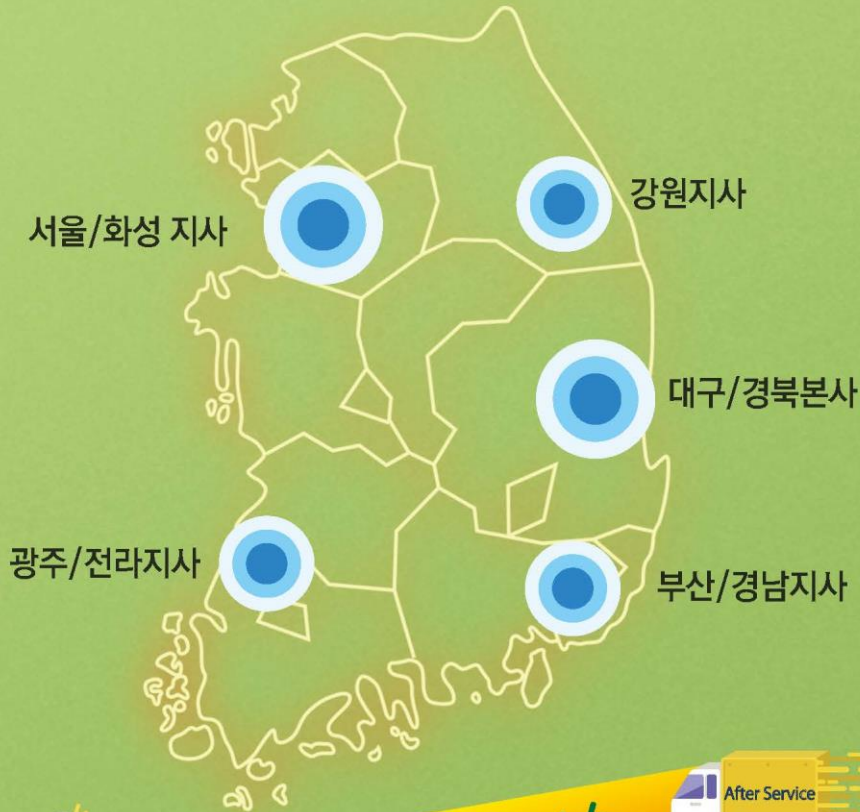 강원지사
서울/화성 지사
대구/경북본사
광주/전라지사
부산/경남지사
After Service